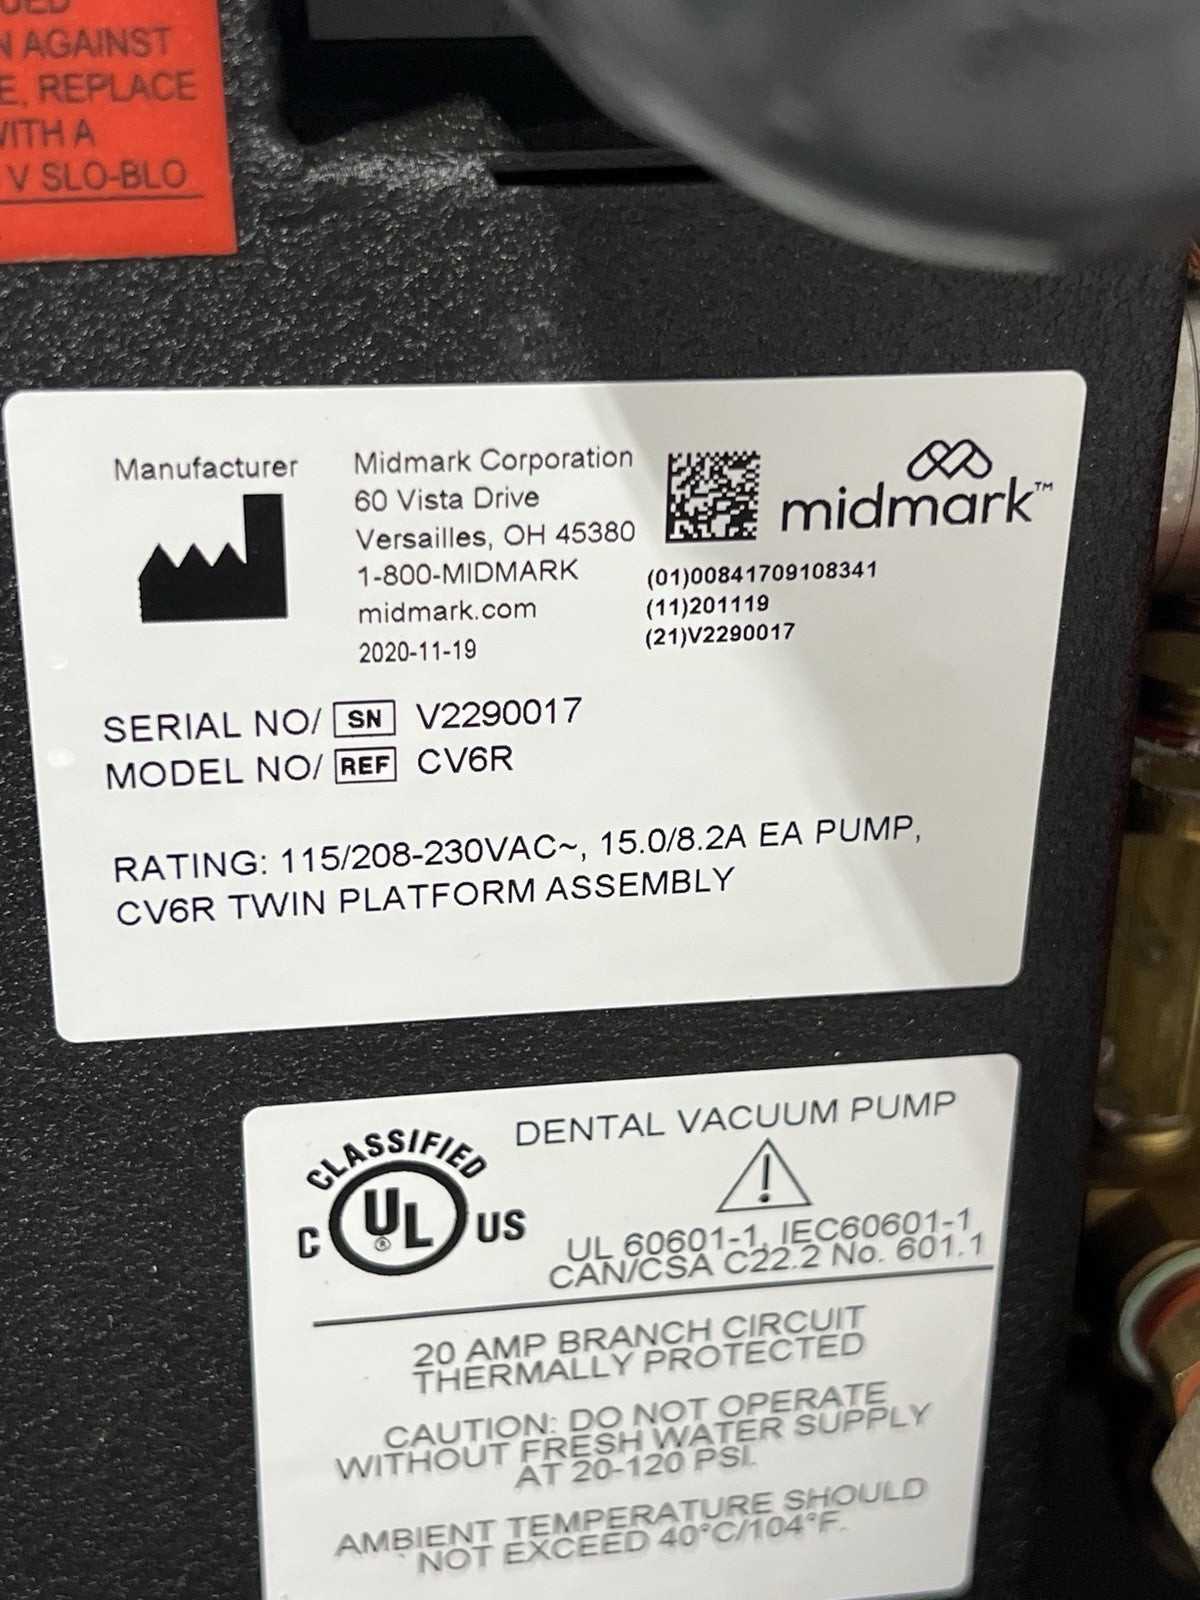 AGAINST
REPLACE
WITH A
V SLO-BLO
Manufacturer
Midmark Corporation
60 Vista Drive
Versailles, OH 45380
1-800-MIDMARK
midmark.com
2020-11-19
midmark™
(01)00841709108341
(11)201119
(21)V2290017
SERIAL NO/ SN V2290017
MODEL NO/ REF CV6R
RATING: 115/208-230VAC~, 15.0/8.2A EA PUMP,
CV6R TWIN PLATFORM ASSEMBLY
CLASSIFIED
C UL® US
DENTAL VACUUM PUMP
UL 60601-1, IEC60601-1
CAN/CSA C22.2 No. 601.1
20 AMP BRANCH CIRCUIT
THERMALLY PROTECTED
CAUTION: DO NOT OPERATE
WITHOUT FRESH WATER SUPPLY
AT 20-120 PSI.
AMBIENT TEMPERATURE SHOULD
NOT EXCEED 40°C/104°F.